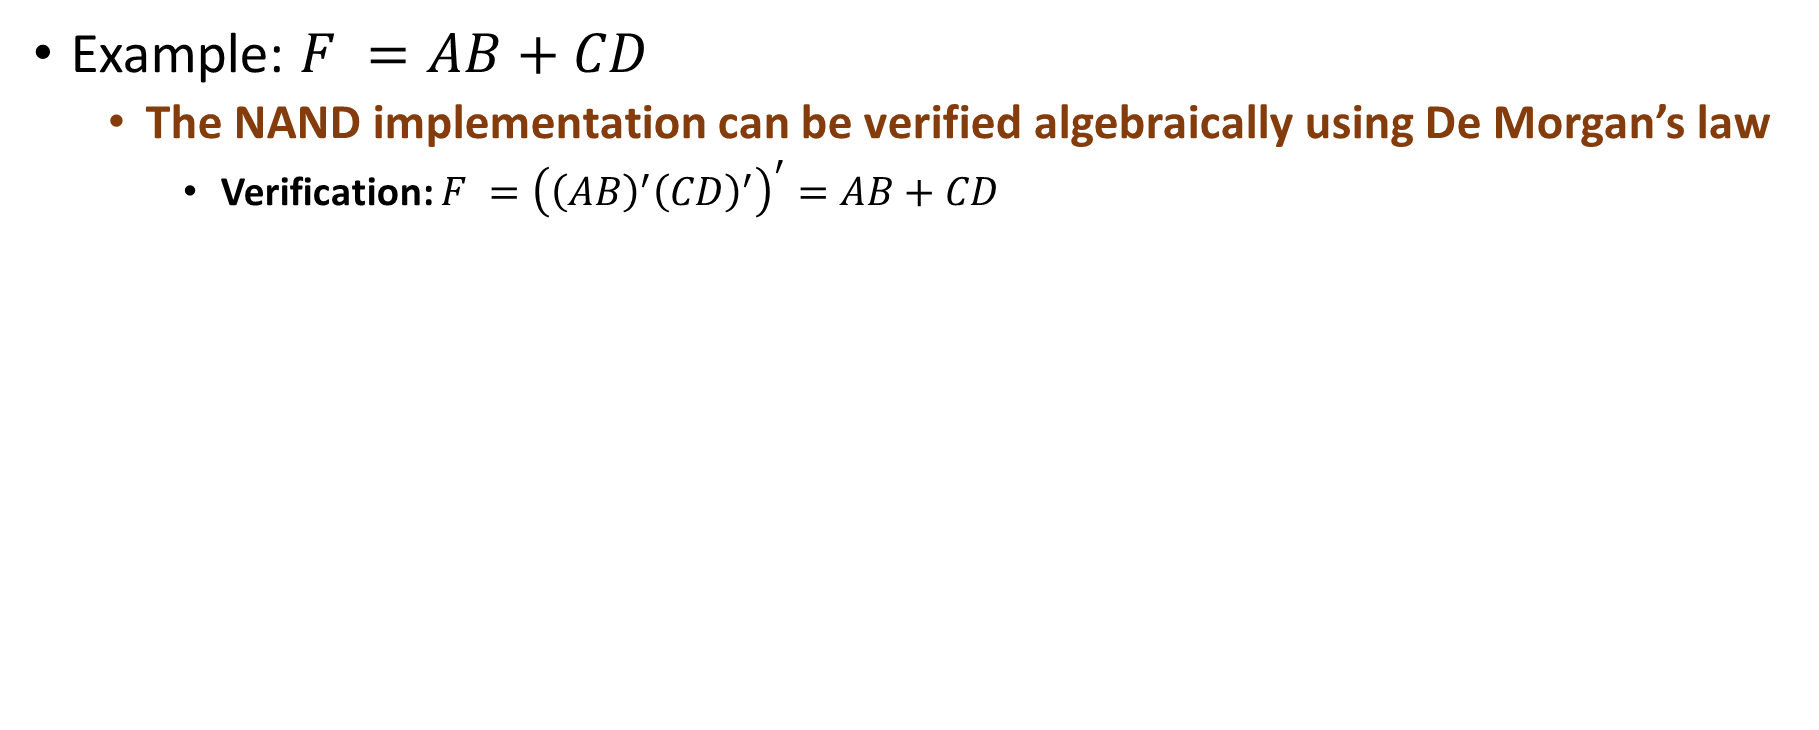 • Example: F = AB + CD
• The NAND implementation can be verified algebraically using De Morgan’s law
• Verification: F = ((AB)′(CD)′)′ = AB + CD